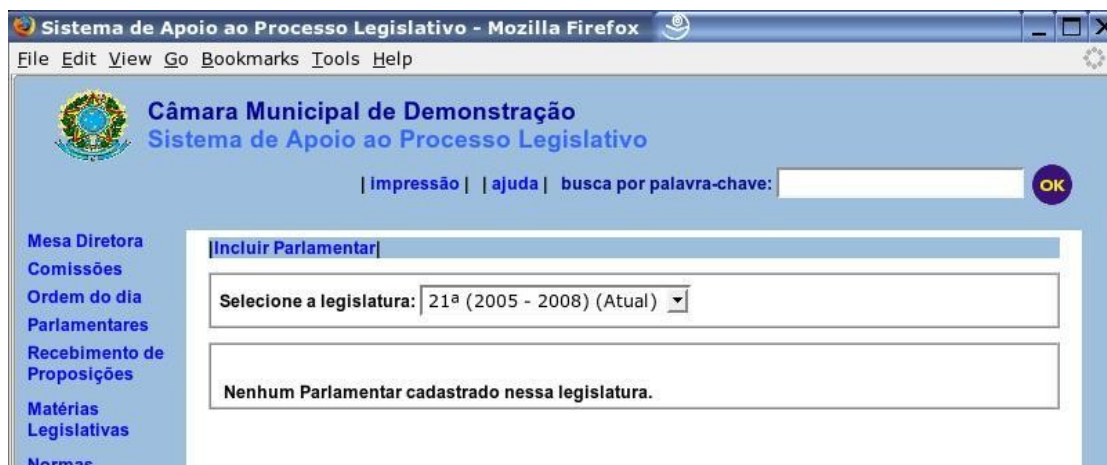 Sistema de Apoio ao Processo Legislativo - Mozilla Firefox
File Edit View Go Bookmarks Tools Help
Câmara Municipal de Demonstração
Sistema de Apoio ao Processo Legislativo
| impressão | | ajuda | busca por palavra-chave: OK
Mesa Diretora
Comissões
Ordem do dia
Parlamentares
Recebimento de
Proposições
Matérias
Legislativas
Normas
|Incluir Parlamentar|
Selecione a legislatura: 21ª (2005 - 2008) (Atual)
Nenhum Parlamentar cadastrado nessa legislatura.